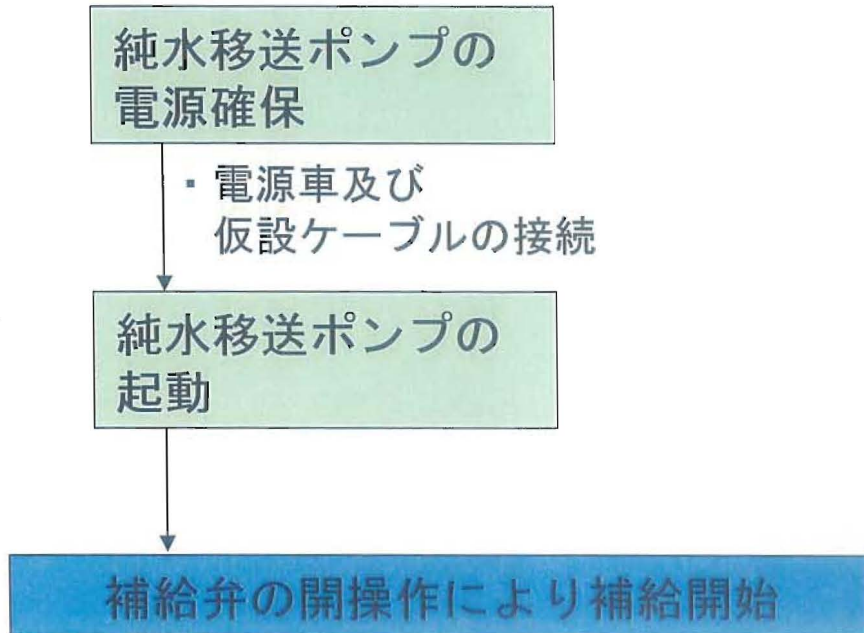 純水移送ポンプの
電源確保
・電源車及び
仮設ケーブルの接続
純水移送ポンプの
起動
補給弁の開操作により補給開始